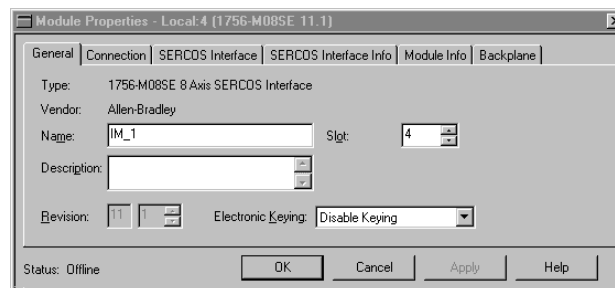 Module Properties - Local:4 (1756-M08SE 11.1)
General Connection SERCOS Interface SERCOS Interface Info Module Info Backplane
Type: 1756-M08SE 8 Axis SERCOS Interface
Vendor: Allen-Bradley
Name: IM_1 Slot: 4
Description:
Revision: 11 1 Electronic Keying: Disable Keying
Status: Offline OK Cancel Apply Help